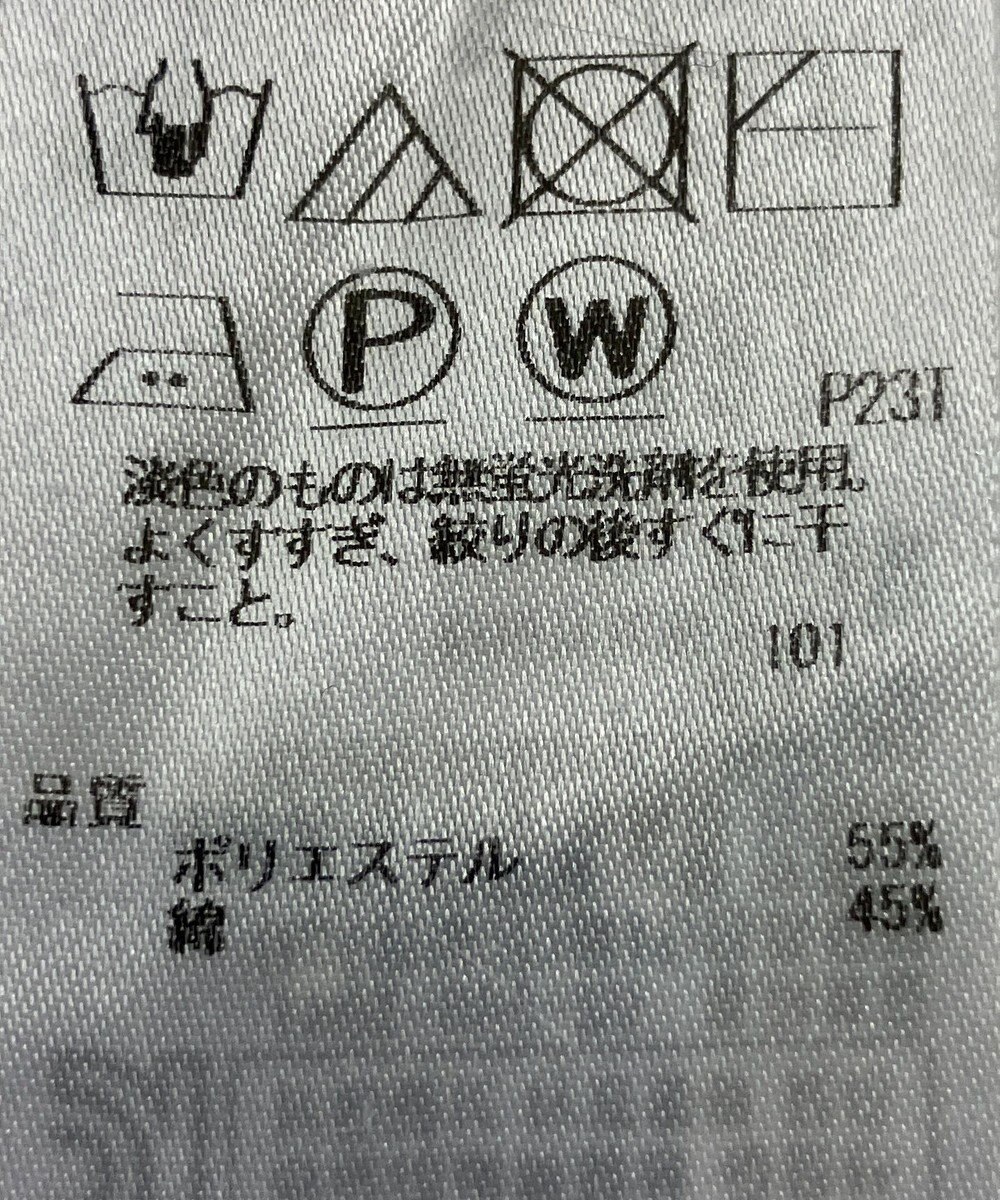 P W
P23T
淡色のものは無蛍光洗剤を使用。
よくすすぎ、絞りの後すぐに干
すこと。
101
品質
ポリエステル 55%
綿 45%